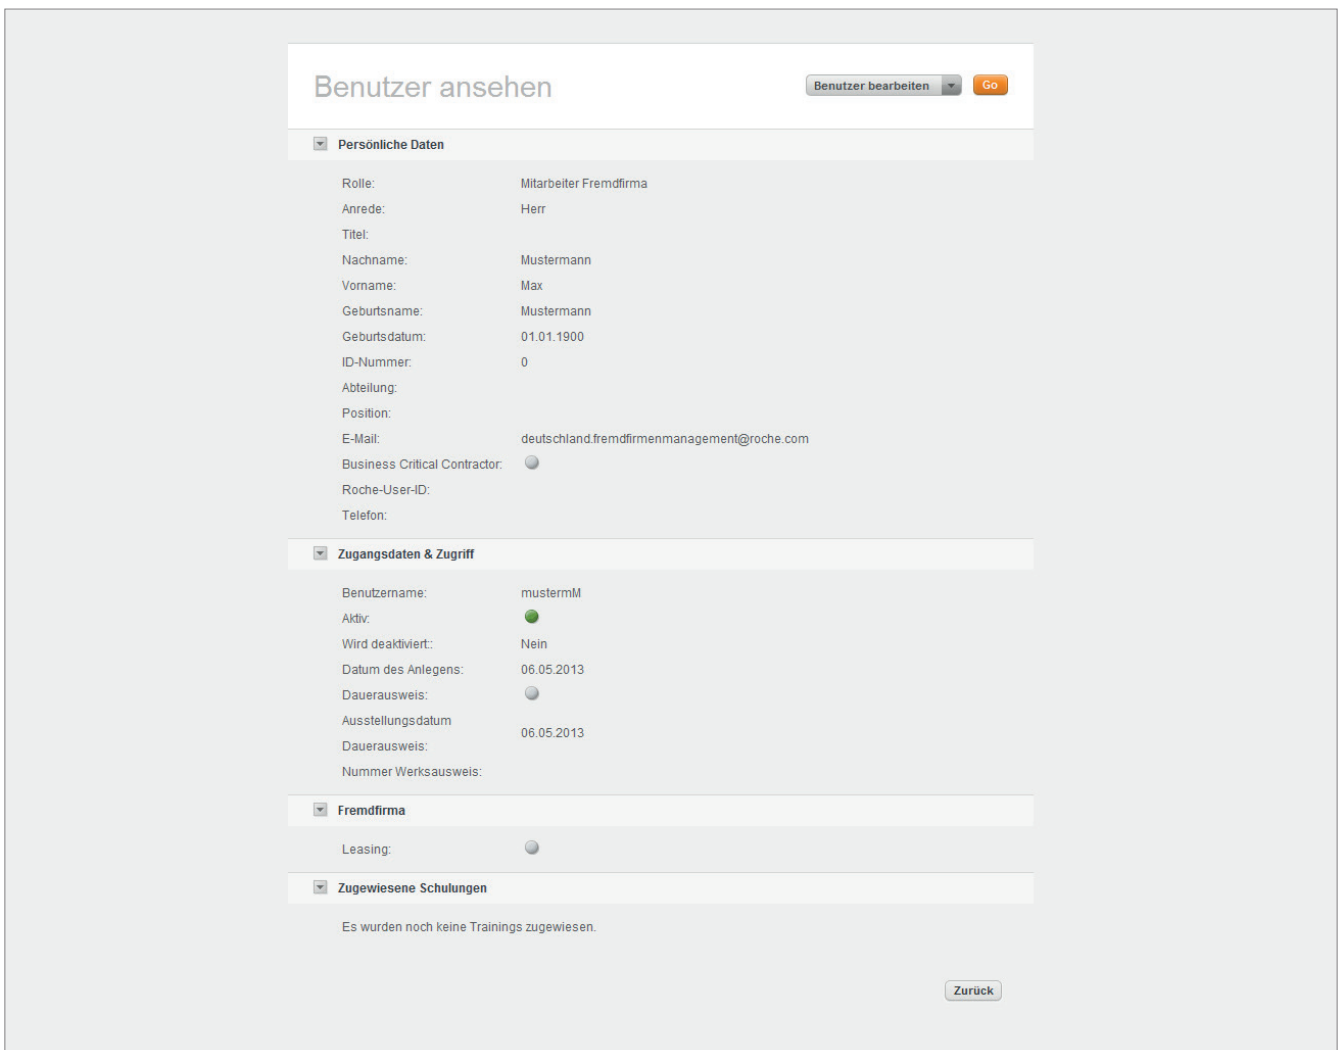 Benutzer ansehen
Benutzer bearbeiten
Go
Persönliche Daten
Rolle: Mitarbeiter Fremdfirma
Anrede: Herr
Titel:
Nachname: Mustermann
Vorname: Max
Geburtsname: Mustermann
Geburtsdatum: 01.01.1900
ID-Nummer: 0
Abteilung:
Position:
E-Mail: deutschland.fremdfirmenmanagement@roche.com
Business Critical Contractor:
Roche-User-ID:
Telefon:
Zugangsdaten & Zugriff
Benutzername: mustermM
Aktiv:
Wird deaktiviert:: Nein
Datum des Anlegens: 06.05.2013
Dauerausweis:
Ausstellungsdatum
Dauerausweis: 06.05.2013
Nummer Werksausweis:
Fremdfirma
Leasing:
Zugewiesene Schulungen
Es wurden noch keine Trainings zugewiesen.
Zurück